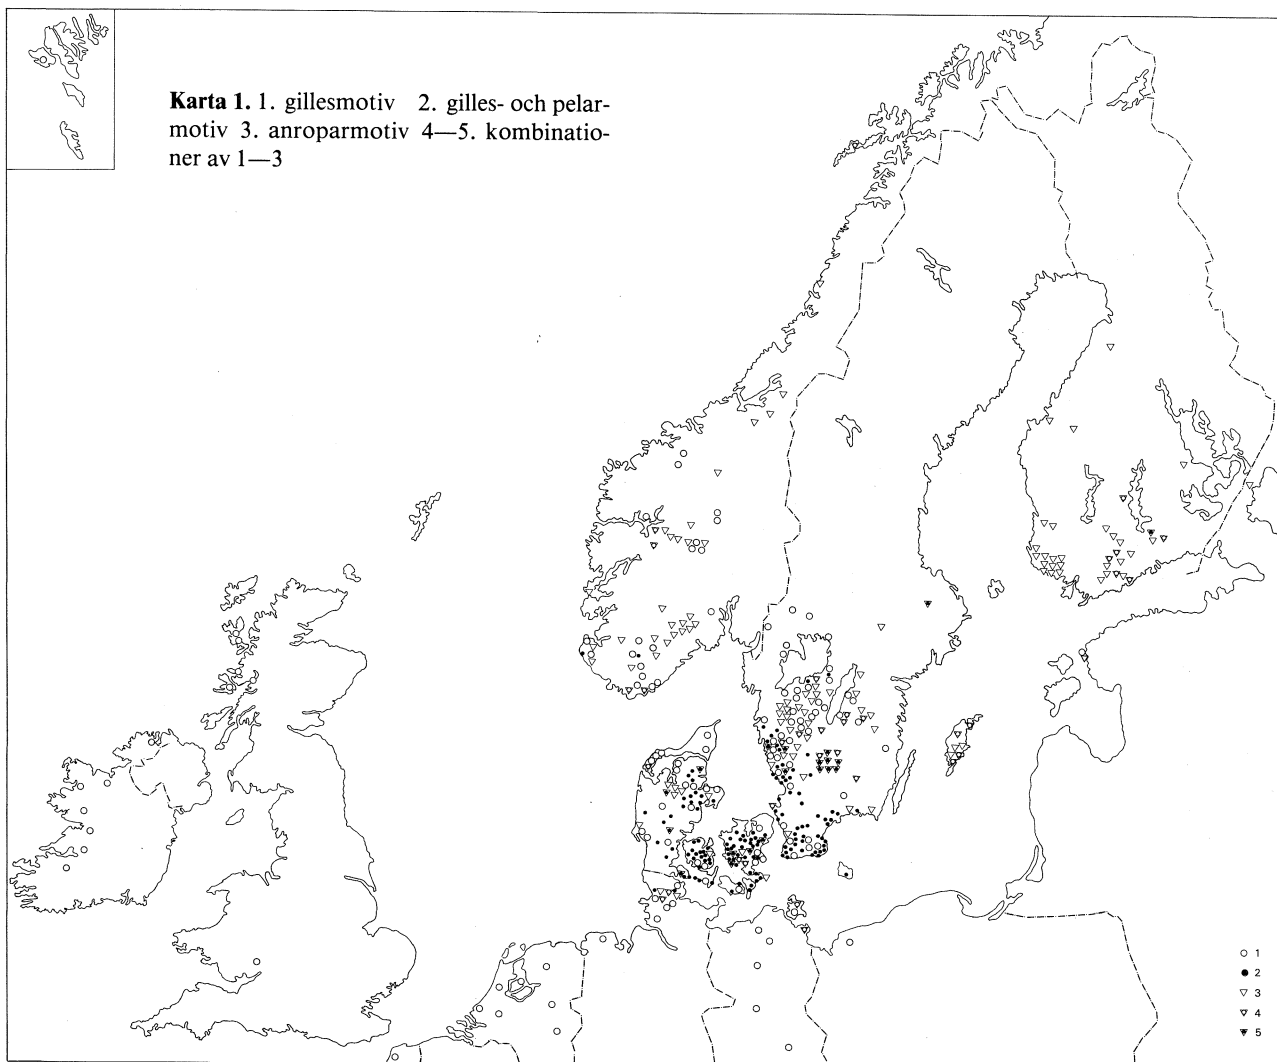 Karta 1. 1. gillesmotiv 2. gilles- och pelar-
motiv 3. anroparmotiv 4—5. kombinatio-
ner av 1—3
1
2
3
4
5